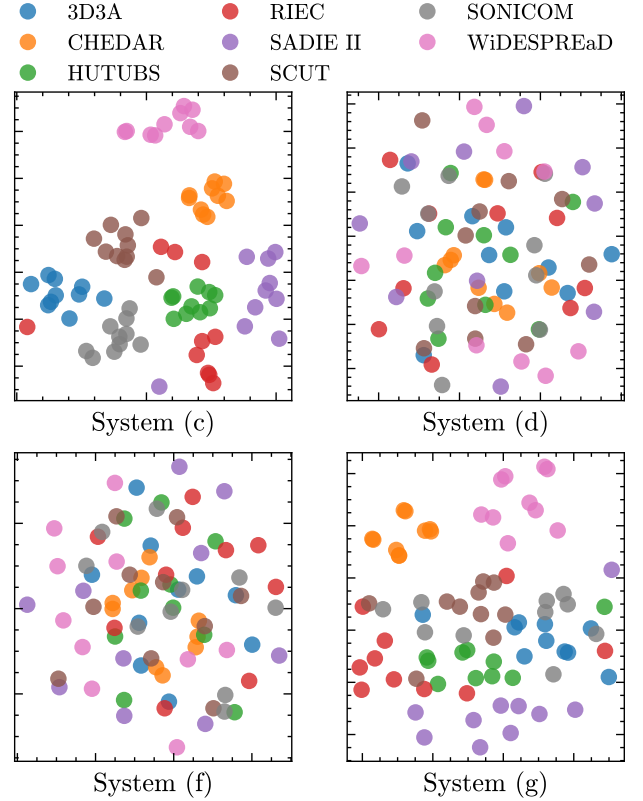 3D3A RIEC SONICOM
CHEDAR SADIE II WiDESPREaD
HUTUBS SCUT
System (c) System (d)
System (f) System (g)